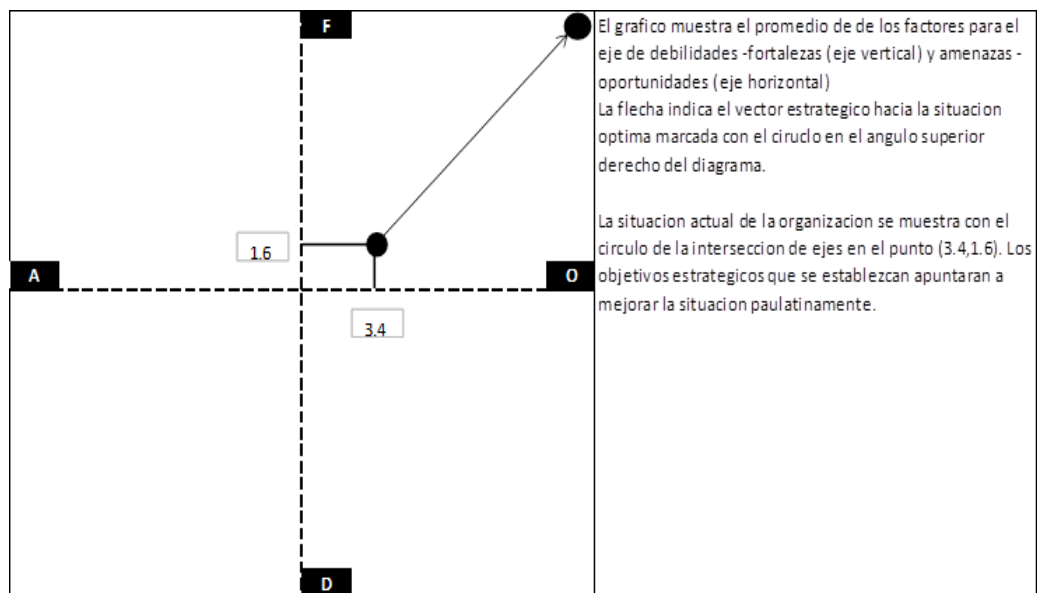 F
El grafico muestra el promedio de de los factores para el
eje de debilidades -fortalezas (eje vertical) y amenazas -
oportunidades (eje horizontal)
La flecha indica el vector estrategico hacia la situacion
optima marcada con el ciruclo en el angulo superior
derecho del diagrama.
La situacion actual de la organizacion se muestra con el
circulo de la interseccion de ejes en el punto (3.4,1.6). Los
objetivos estrategicos que se establezcan apuntaran a
mejorar la situacion paulatinamente.
1.6
A
O
3.4
D